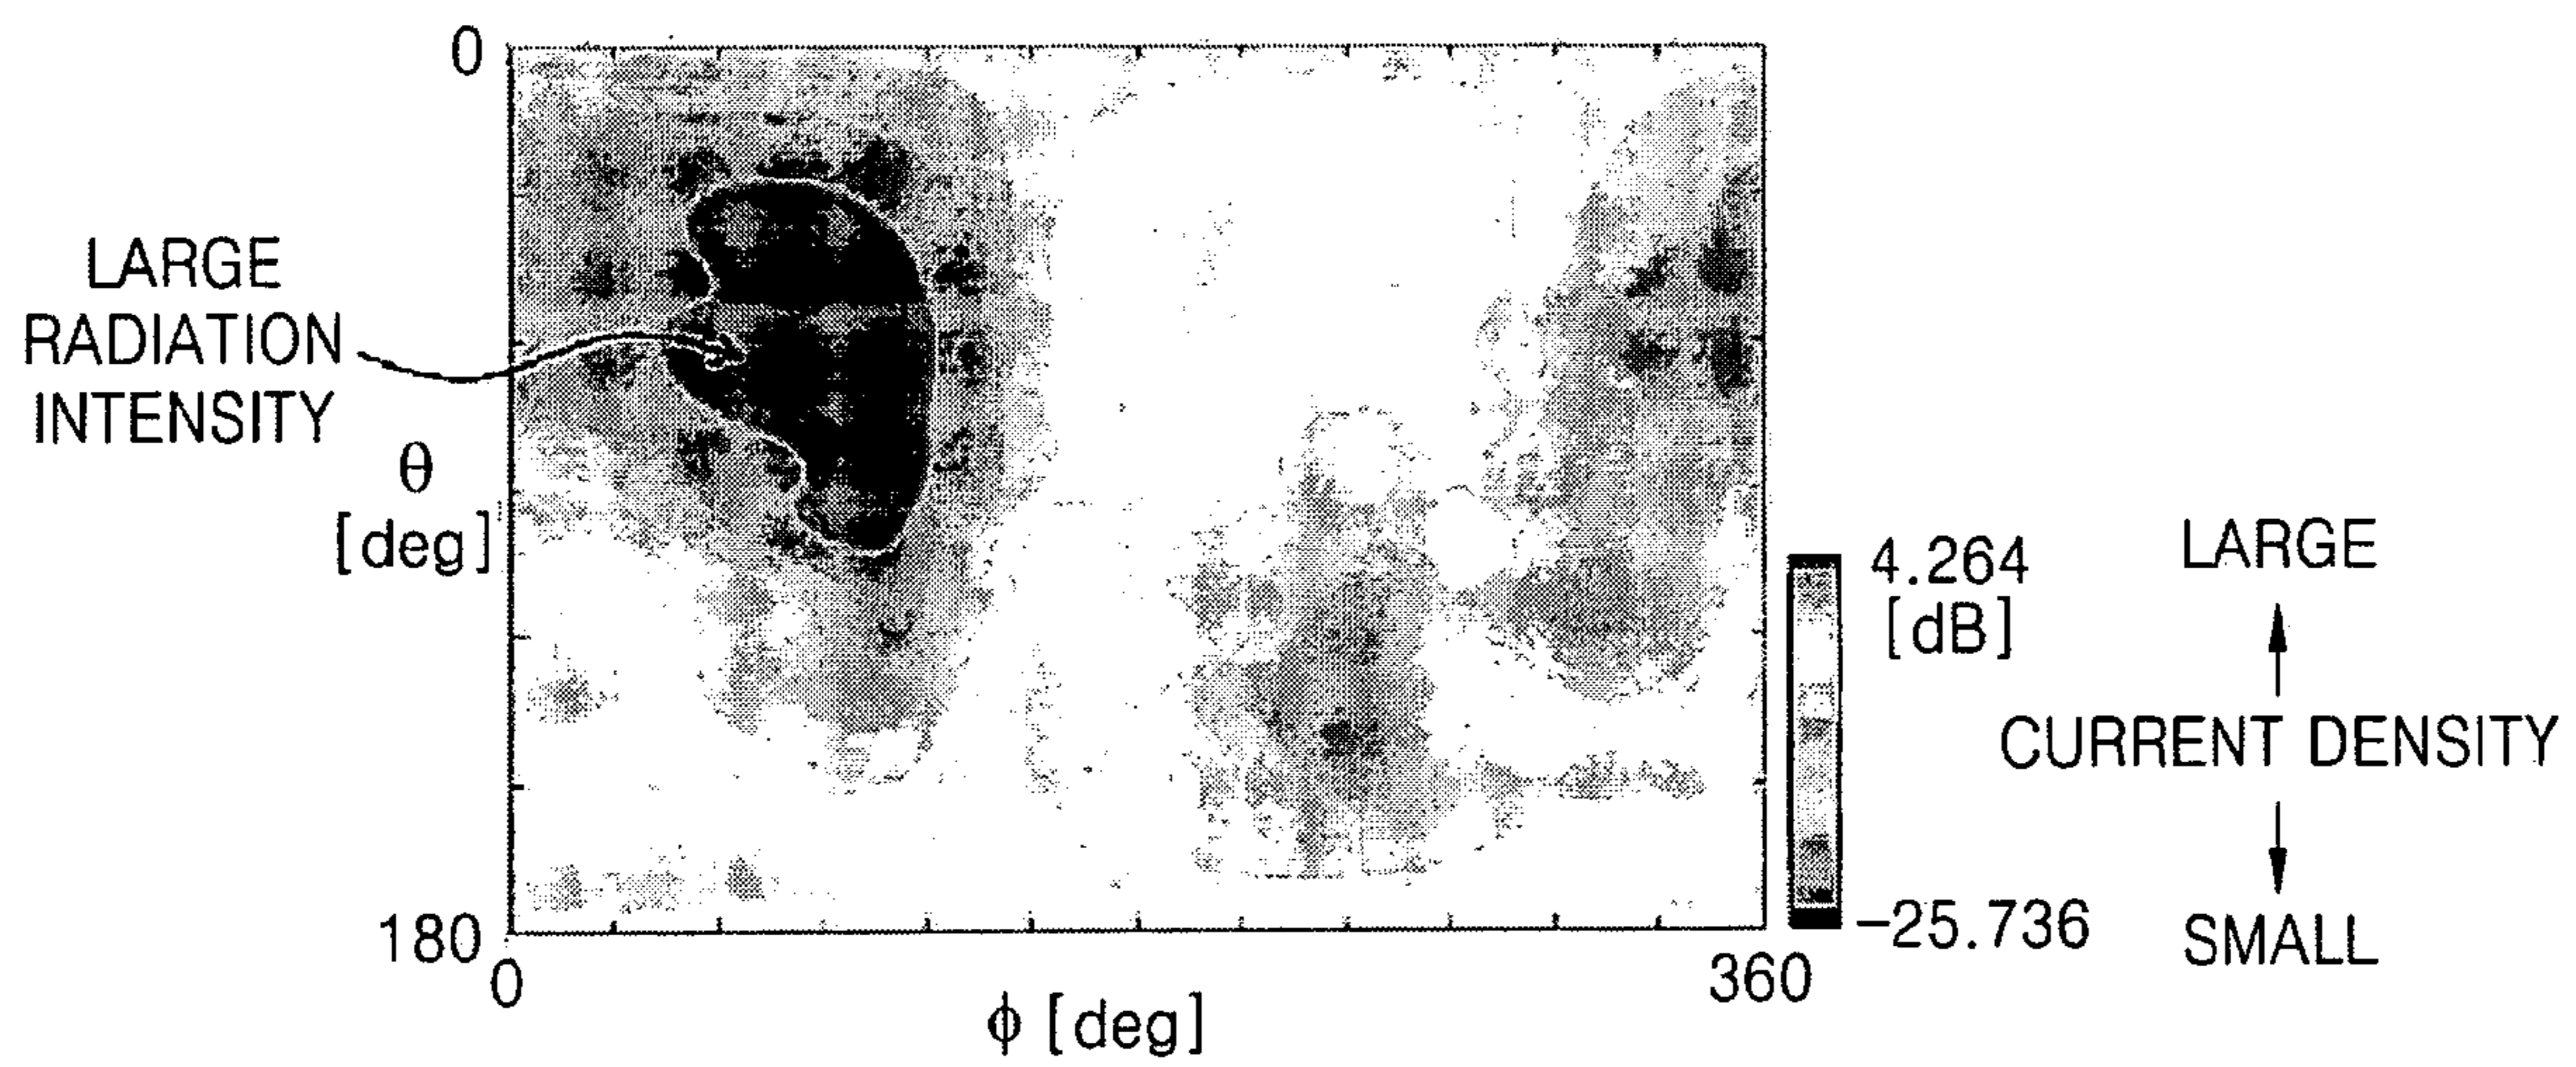 0
LARGE
RADIATION
INTENSITY
θ
[deg]
180
0
ϕ [deg]
360
4.264
[dB]
-25.736
LARGE
CURRENT DENSITY
SMALL